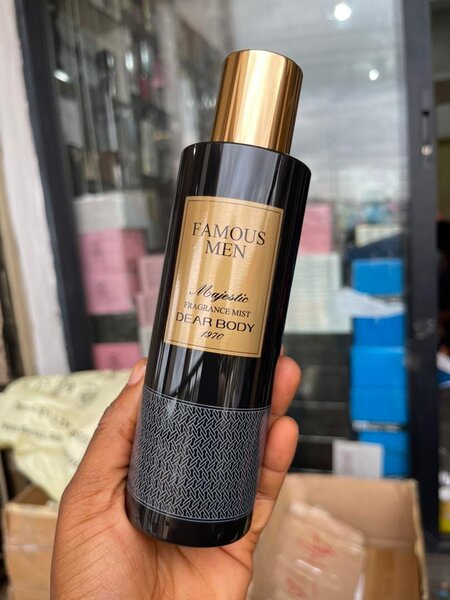 FAMOUS
MEN
Majestic
FRAGRANCE MIST
DEAR BODY
1970